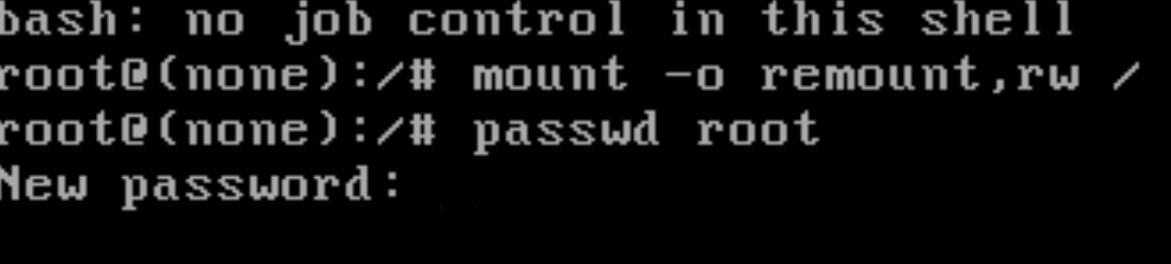 bash: no job control in this shell
root@(none):/# mount -o remount,rw /
root@(none):/# passwd root
New password: